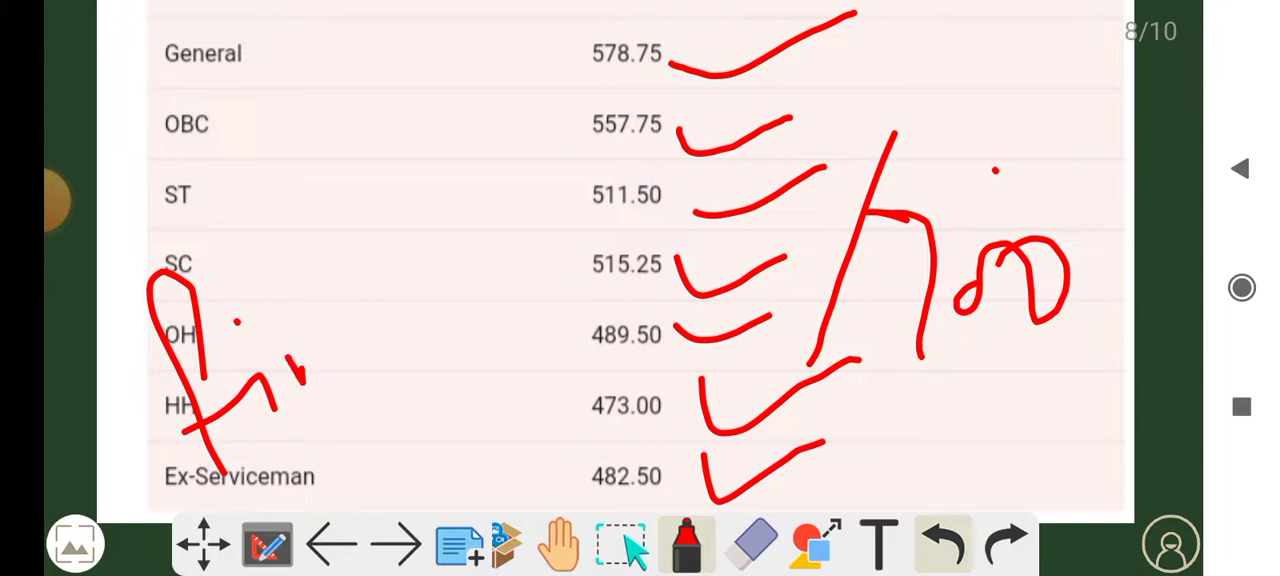 8/10
General 578.75
OBC 557.75
ST 511.50
SC 515.25
OH 489.50
HH 473.00
Ex-Serviceman 482.50
T